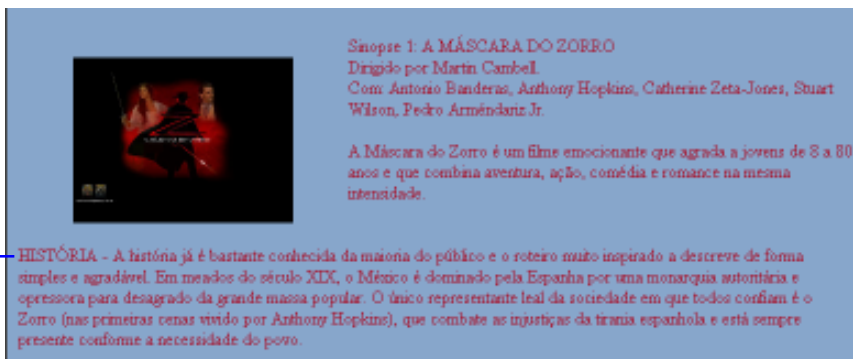 Sinopse 1: A MÁSCARA DO ZORRO
Dirigido por Martin Cambell.
Com: Antonio Banderas, Anthony Hopkins, Catherine Zeta-Jones, Stuart
Wilson, Pedro Arméndariz Jr.
A Máscara do Zorro é um filme emocionante que agrada a jovens de 8 a 80
anos e que combina aventura, ação, comédia e romance na mesma
intensidade.
HISTÓRIA - A história já é bastante conhecida da maioria do público e o roteiro muito inspirado a descreve de forma
simples e agradável. Em meados do século XIX, o México é dominado pela Espanha por uma monarquia autoritária e
opressora para desagrado da grande massa popular. O único representante leal da sociedade em que todos confiam é o
Zorro (nas primeiras cenas vivido por Anthony Hopkins), que combate as injustiças da tirania espanhola e está sempre
presente conforme a necessidade do povo.